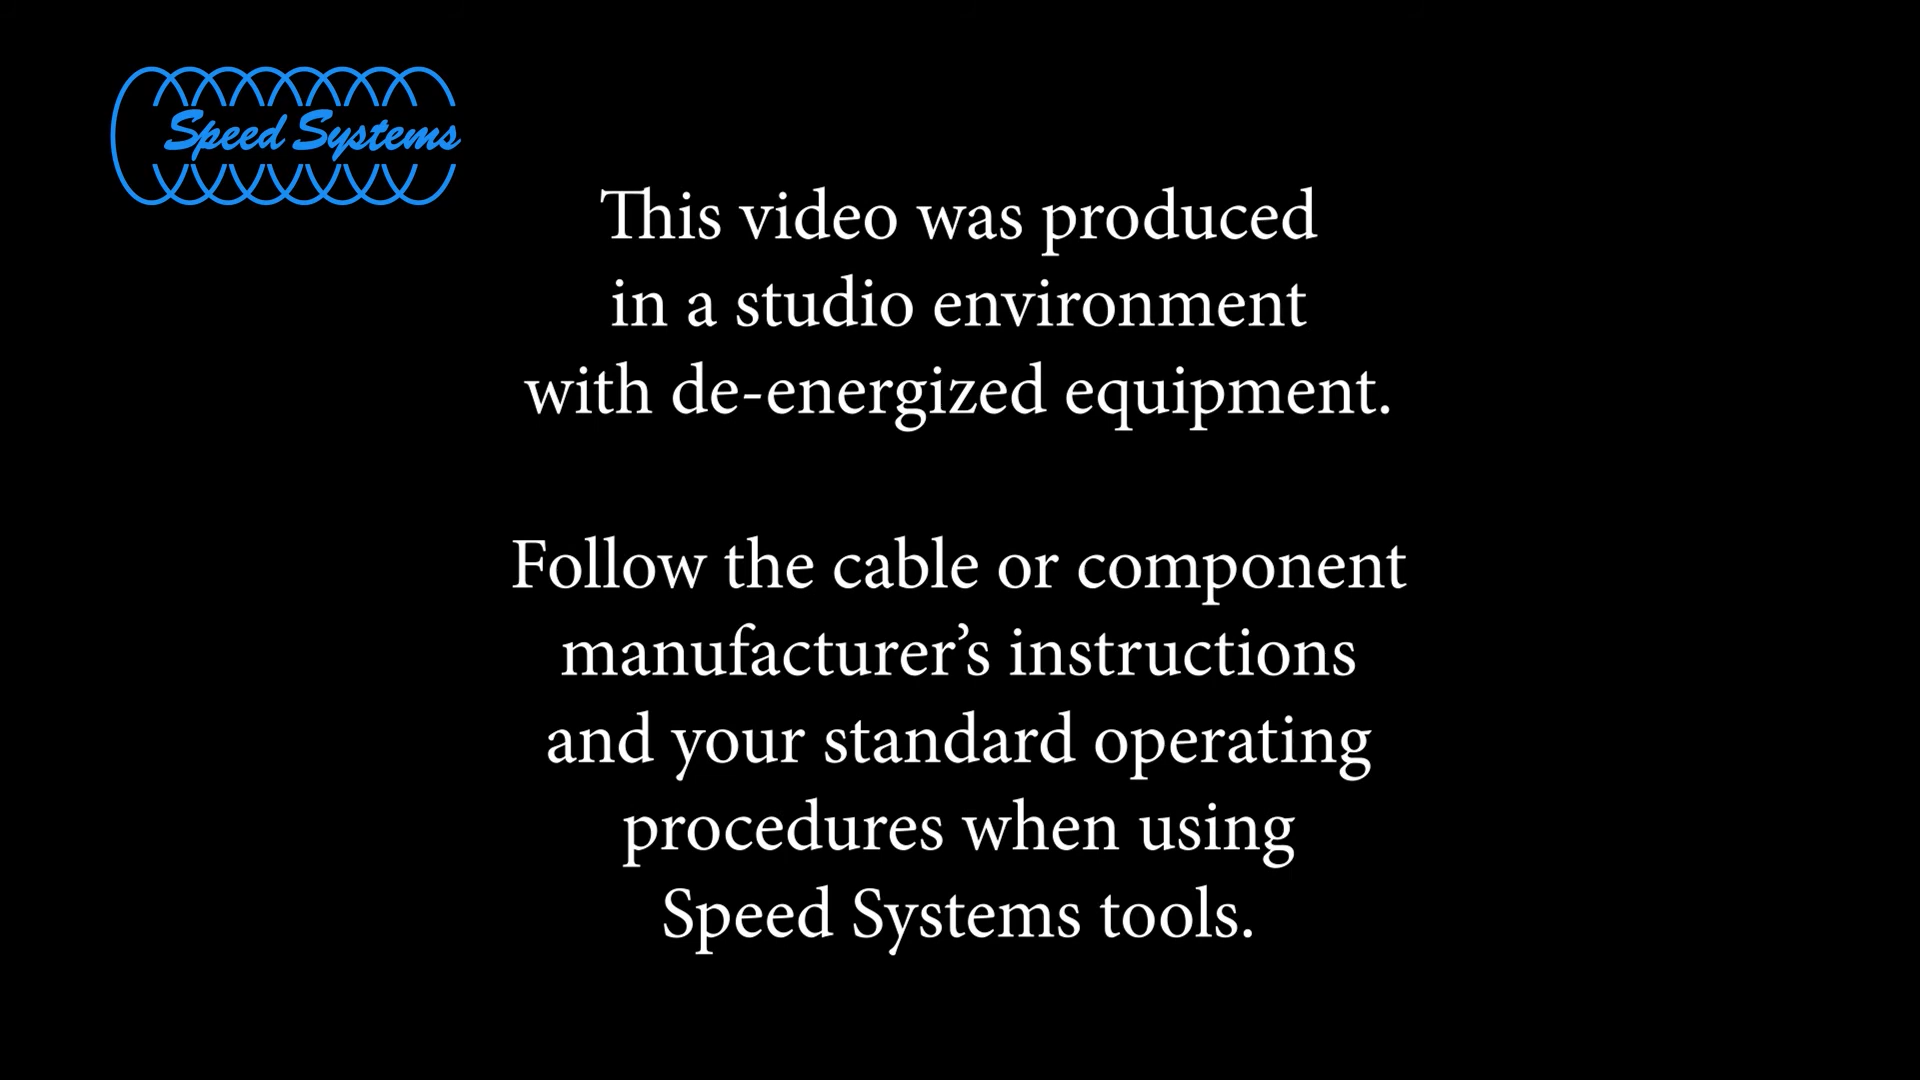 Speed Systems
This video was produced
in a studio environment
with de-energized equipment.
Follow the cable or component
manufacturer’s instructions
and your standard operating
procedures when using
Speed Systems tools.